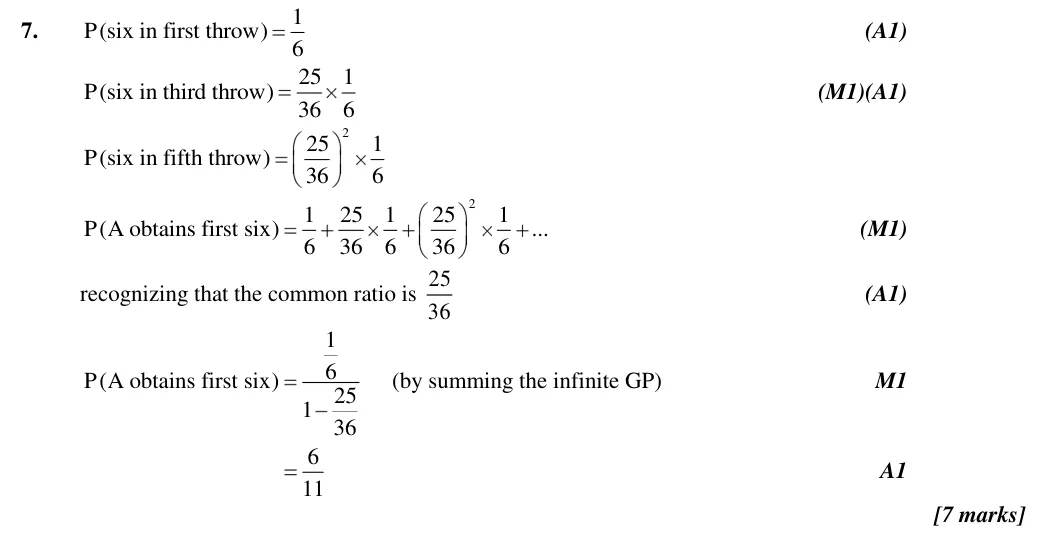 7. P(six in first throw) = 1/6 (A1)
P(six in third throw) = 25/36 × 1/6 (M1)(A1)
P(six in fifth throw) = (25/36)² × 1/6
P(A obtains first six) = 1/6 + 25/36 × 1/6 + (25/36)² × 1/6 + ... (M1)
recognizing that the common ratio is 25/36 (A1)
P(A obtains first six) = (1/6)/(1 − 25/36) (by summing the infinite GP) M1
= 6/11 A1
[7 marks]